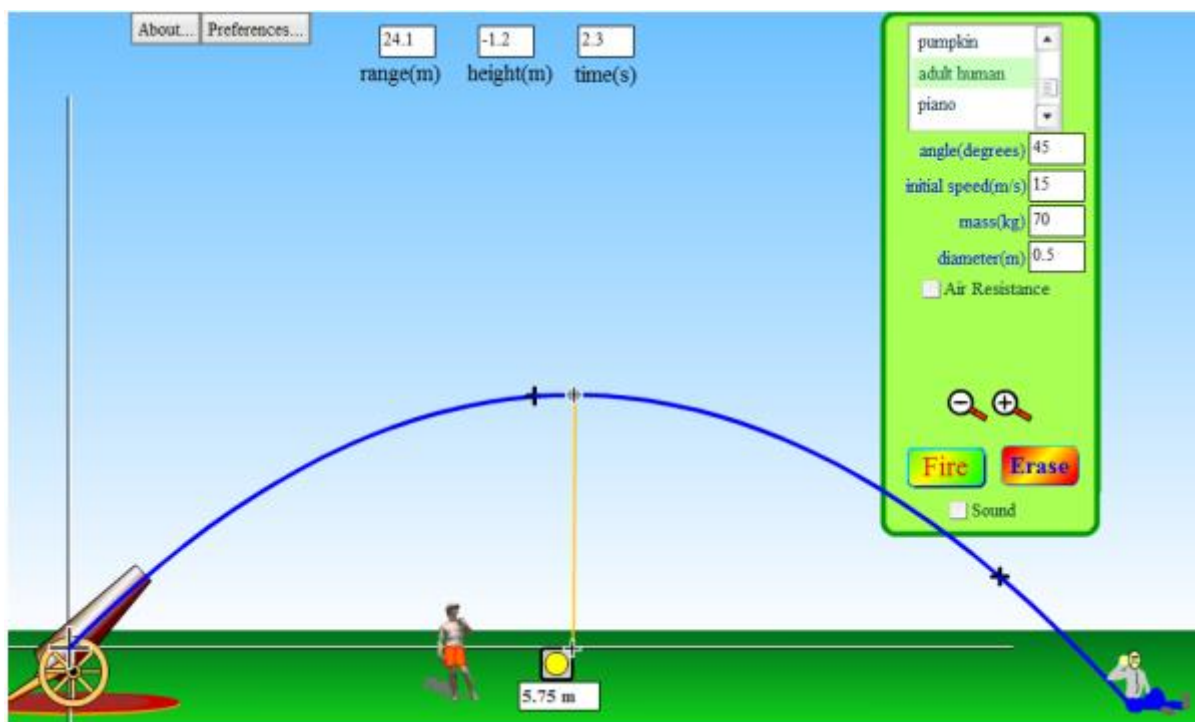 About... Preferences...
24.1 -1.2 2.3
range(m) height(m) time(s)
pumpkin
adult human
piano
angle(degrees) 45
initial speed(m/s) 15
mass(kg) 70
diameter(m) 0.5
Air Resistance
Fire Erase
Sound
5.75 m